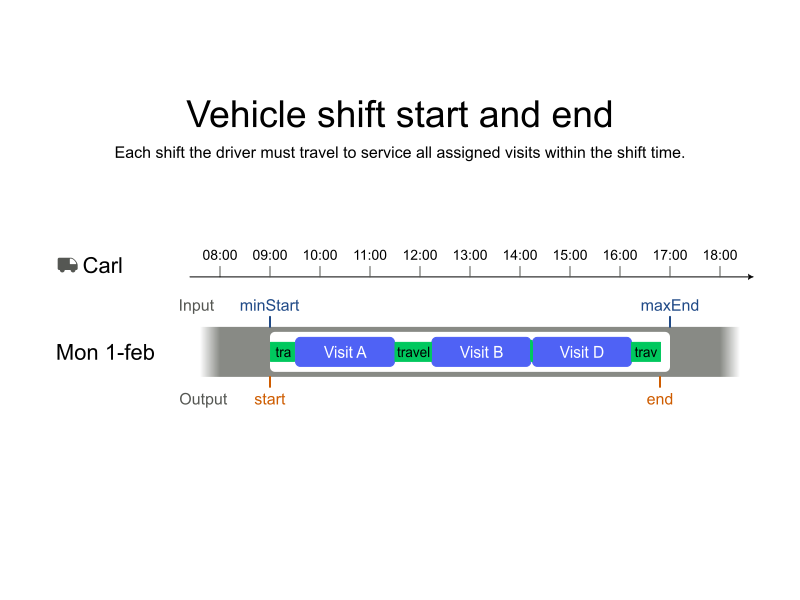 Vehicle shift start and end
Each shift the driver must travel to service all assigned visits within the shift time.
Carl
08:00 09:00 10:00 11:00 12:00 13:00 14:00 15:00 16:00 17:00 18:00
Input minStart maxEnd
Mon 1-feb tra Visit A travel Visit B Visit D trav
Output start end